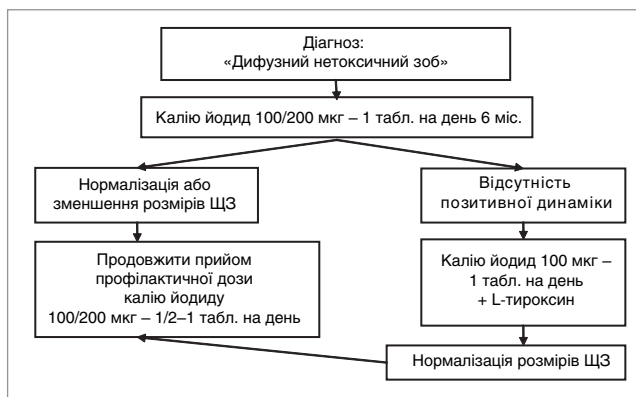 Діагноз:
«Дифузний нетоксичний зоб»
Калію йодид 100/200 мкг – 1 табл. на день 6 міс.
Нормалізація або
зменшення розмірів ЩЗ
Відсутність
позитивної динаміки
Продовжити прийом
профілактичної дози
калію йодиду
100/200 мкг – 1/2–1 табл. на день
Калію йодид 100 мкг –
1 табл. на день
+ L-тироксин
Нормалізація розмірів ЩЗ